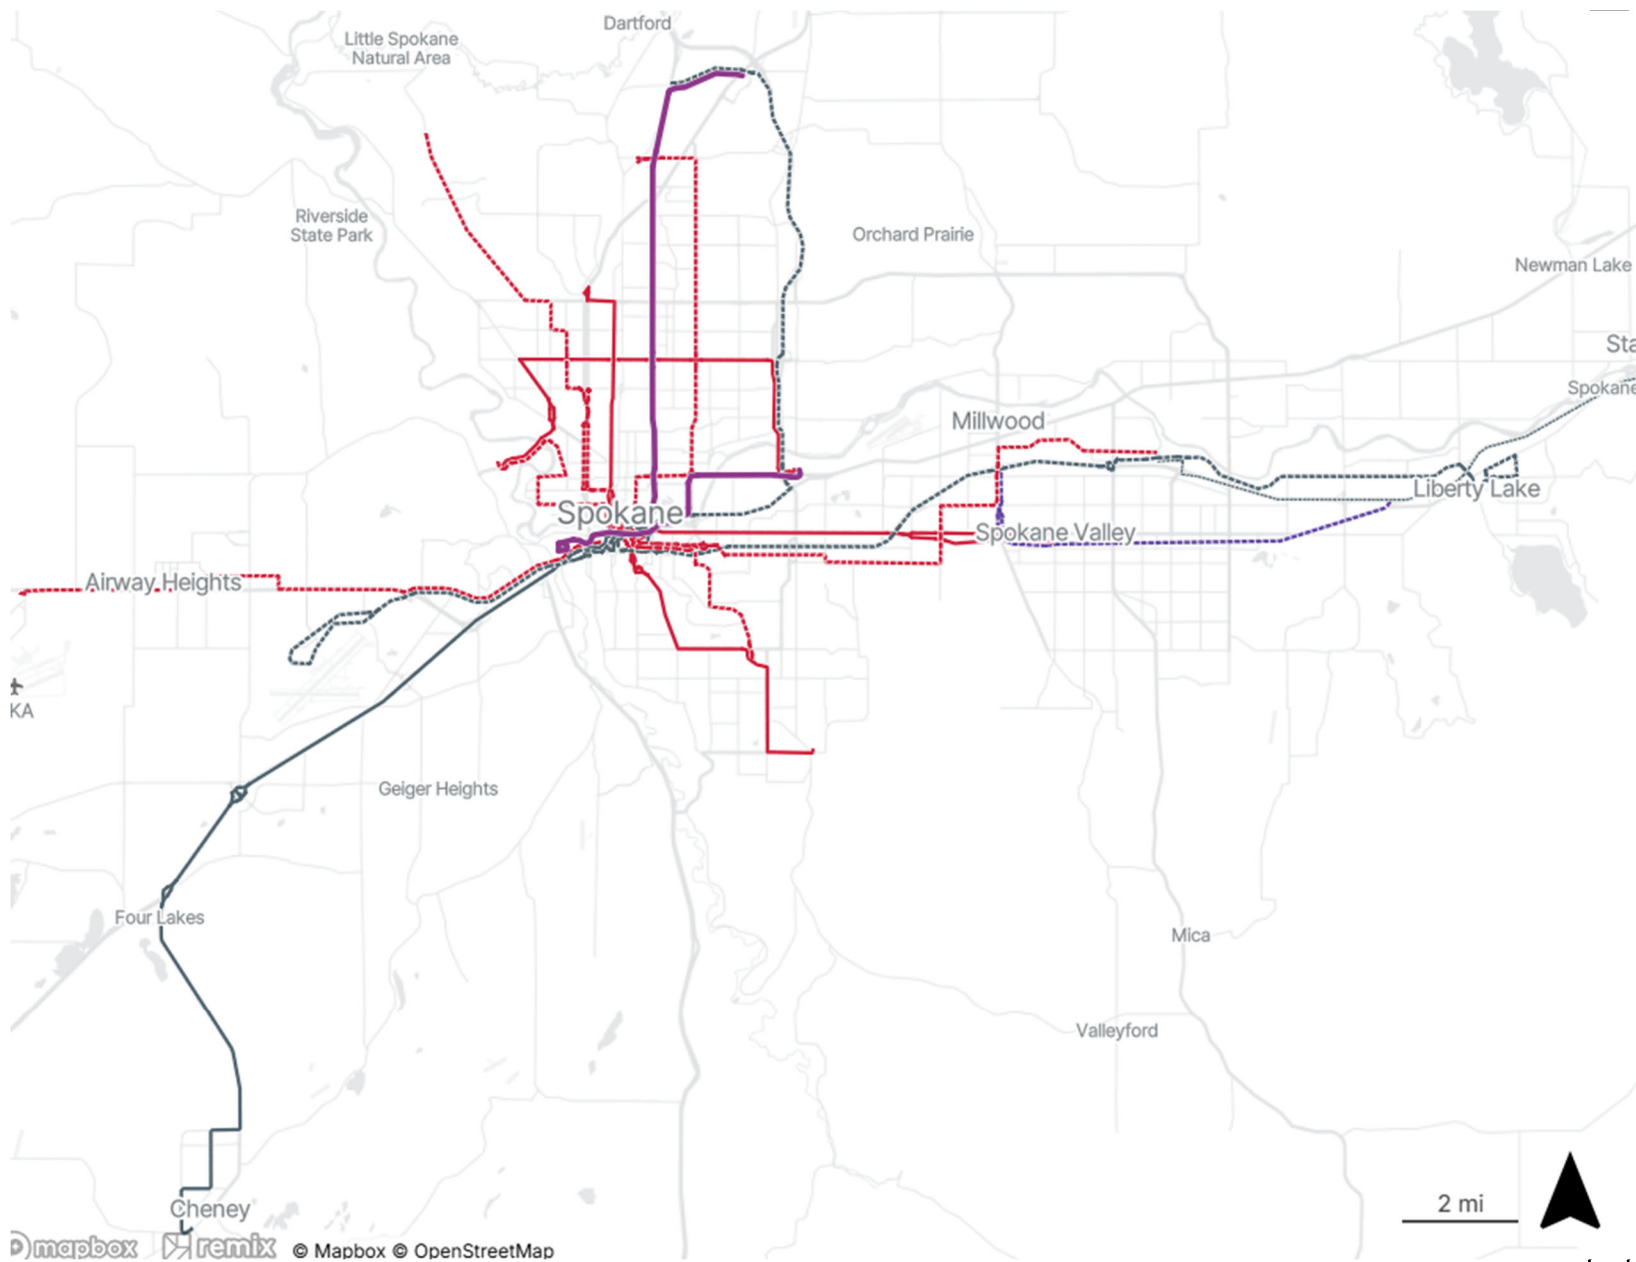 Dartford
Little Spokane
Natural Area
Riverside
State Park
Orchard Prairie
Newman Lake
Sta
Spokane
Millwood
Liberty Lake
Spokane
Spokane Valley
Airway Heights
KA
Geiger Heights
Four Lakes
Mica
Valleyford
2 mi
Cheney
mapbox remix © Mapbox © OpenStreetMap